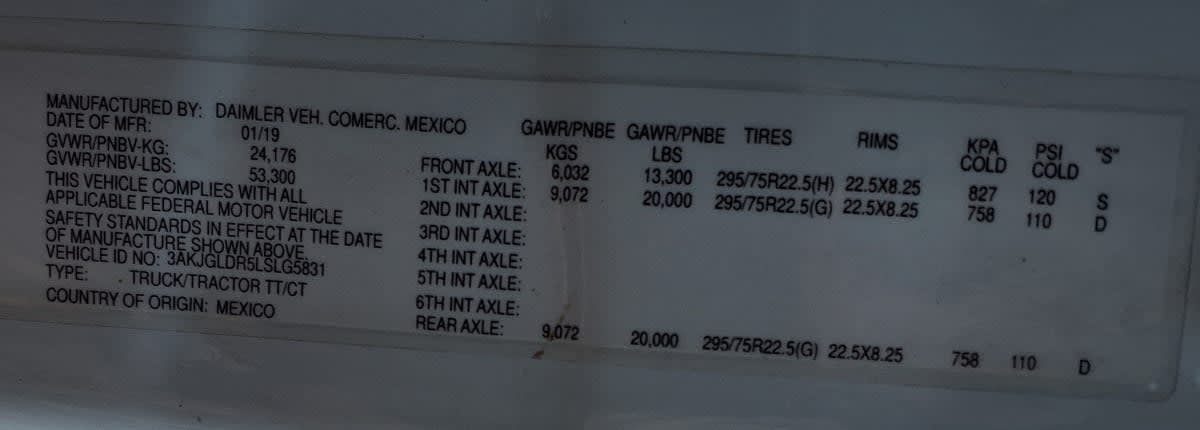 MANUFACTURED BY: DAIMLER VEH. COMERC. MEXICO
DATE OF MFR: 01/19
GVWR/PNBV-KG: 24,176
GVWR/PNBV-LBS: 53,300
THIS VEHICLE COMPLIES WITH ALL
APPLICABLE FEDERAL MOTOR VEHICLE
SAFETY STANDARDS IN EFFECT AT THE DATE
OF MANUFACTURE SHOWN ABOVE.
VEHICLE ID NO: 3AKJGLDR5LSLG5831
TYPE: TRUCK/TRACTOR TT/CT
COUNTRY OF ORIGIN: MEXICO
GAWR/PNBE GAWR/PNBE TIRES RIMS KPA PSI "S"
KGS LBS COLD COLD
FRONT AXLE: 6,032 13,300 295/75R22.5(H) 22.5X8.25 827 120 S
1ST INT AXLE: 9,072 20,000 295/75R22.5(G) 22.5X8.25 758 110 D
2ND INT AXLE:
3RD INT AXLE:
4TH INT AXLE:
5TH INT AXLE:
6TH INT AXLE:
REAR AXLE: 9,072 20,000 295/75R22.5(G) 22.5X8.25 758 110 D